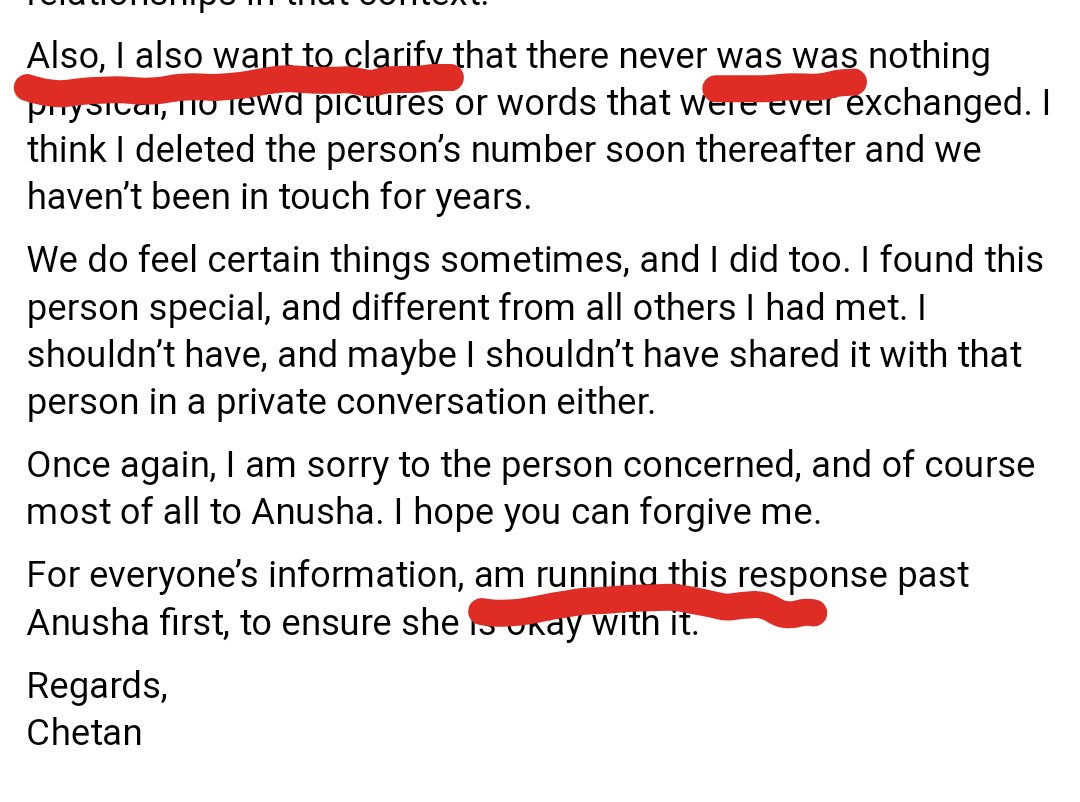 relationships in that context.
Also, I also want to clarify that there never was was nothing
physical, no lewd pictures or words that were ever exchanged. I
think I deleted the person’s number soon thereafter and we
haven’t been in touch for years.
We do feel certain things sometimes, and I did too. I found this
person special, and different from all others I had met. I
shouldn’t have, and maybe I shouldn’t have shared it with that
person in a private conversation either.
Once again, I am sorry to the person concerned, and of course
most of all to Anusha. I hope you can forgive me.
For everyone’s information, am running this response past
Anusha first, to ensure she is okay with it.
Regards,
Chetan